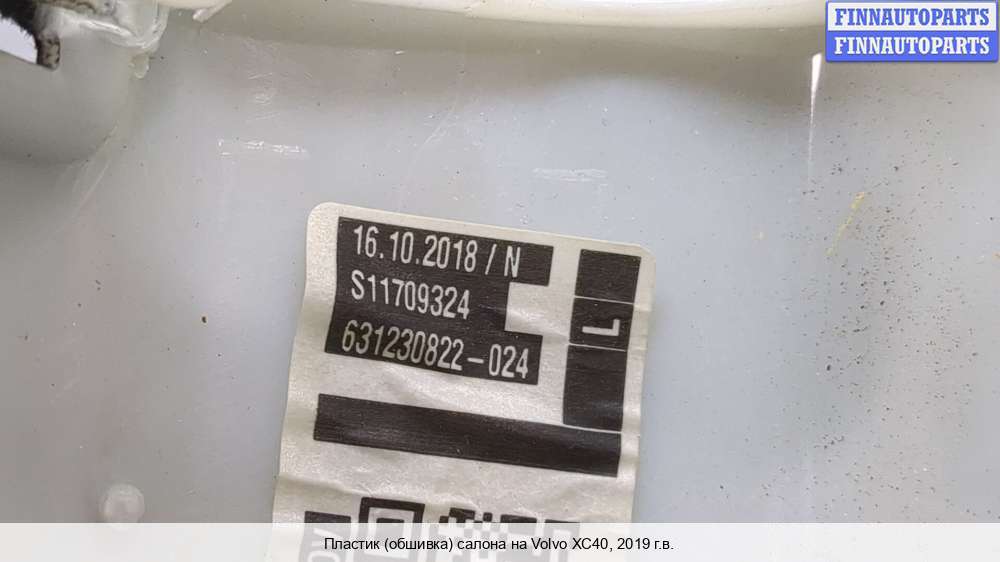 FINNAUTOPARTS
FINNAUTOPARTS
16.10.2018 / N
S11709324
631230822-024
L
Пластик (обшивка) салона на Volvo XC40, 2019 г.в.